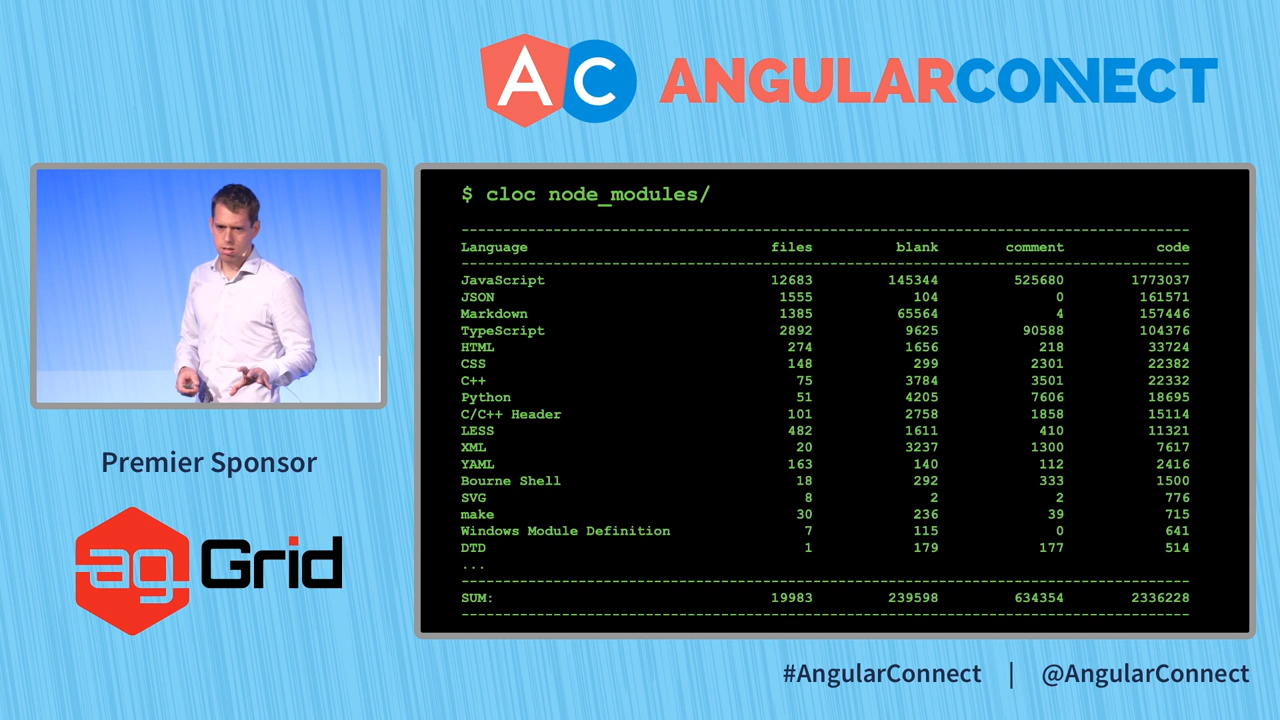 AC ANGULARCONNECT
$ cloc node_modules/
--------------------------------------------------------------------------------
Language files blank comment code
--------------------------------------------------------------------------------
JavaScript 12683 145344 525680 1773037
JSON 1555 104 0 161571
Markdown 1385 65564 4 157446
TypeScript 2892 9625 90588 104376
HTML 274 1656 218 33724
CSS 148 299 2301 22382
C++ 75 3784 3501 22332
Python 51 4205 7606 18695
C/C++ Header 101 2758 1858 15114
LESS 482 1611 410 11321
XML 20 3237 1300 7617
YAML 163 140 112 2416
Bourne Shell 18 292 333 1500
SVG 8 2 2 776
make 30 236 39 715
Windows Module Definition 7 115 0 641
DTD 1 179 177 514
...
--------------------------------------------------------------------------------
SUM: 19983 239598 634354 2336228
--------------------------------------------------------------------------------
Premier Sponsor
ag Grid
#AngularConnect | @AngularConnect